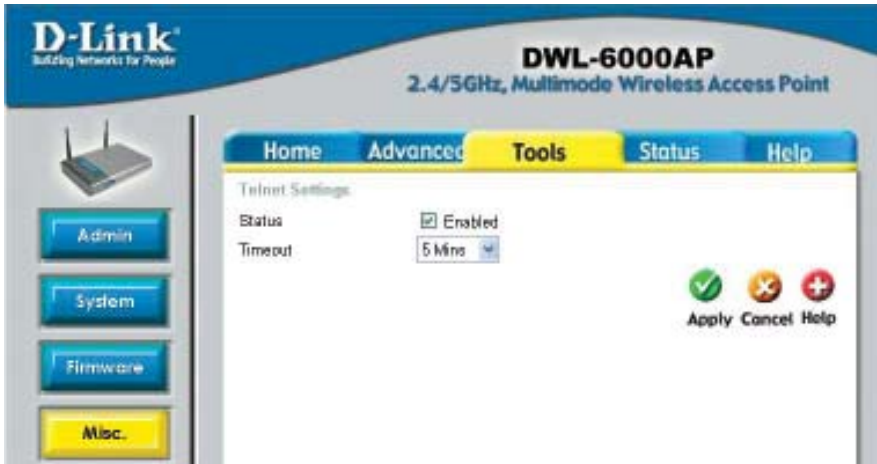 D-Link
Building Networks for People
DWL-6000AP
2.4/5GHz, Multimode Wireless Access Point
Home Advanced Tools Status Help
Telnet Settings
Status Enabled
Timeout 5 Mins
Apply Cancel Help
Admin
System
Firmware
Misc.